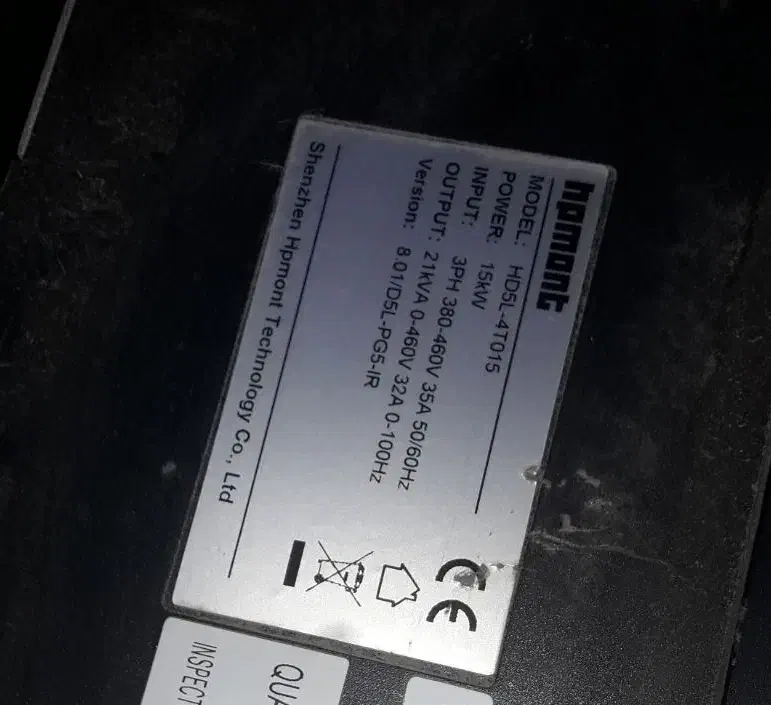 hpmont
MODEL: HD5L-4T015
POWER: 15kW
INPUT: 3PH 380-460V 35A 50/60Hz
OUTPUT: 21kVA 0-460V 32A 0-100Hz
Version: 8.01/D5L-PG5-IR
CE
Shenzhen Hpmont Technology Co., Ltd
QUA
INSPECT